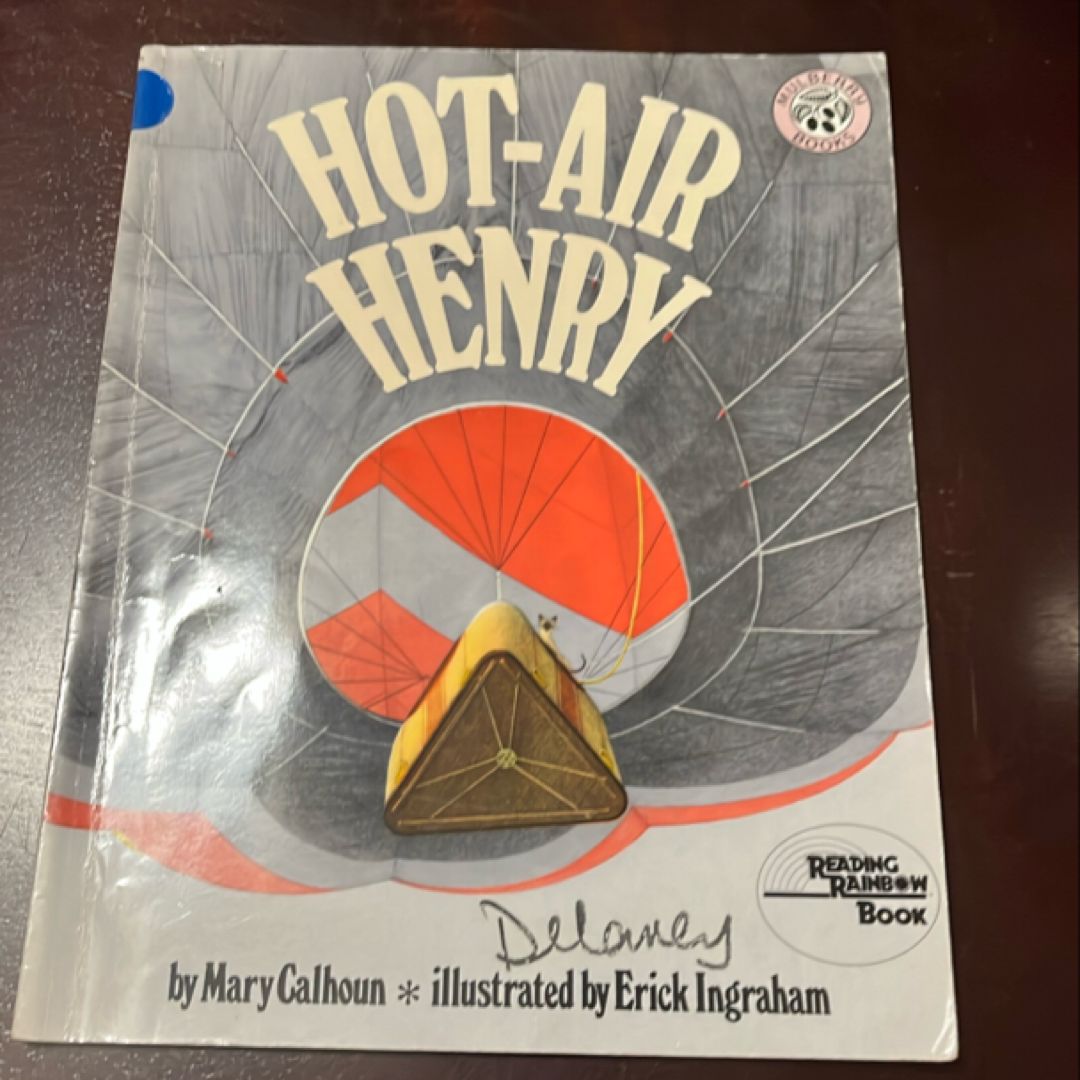 MULBERRY
BOOKS
HOT-AIR
HENRY
READING
RAINBOW
BOOK
Delaney
by Mary Calhoun * illustrated by Erick Ingraham